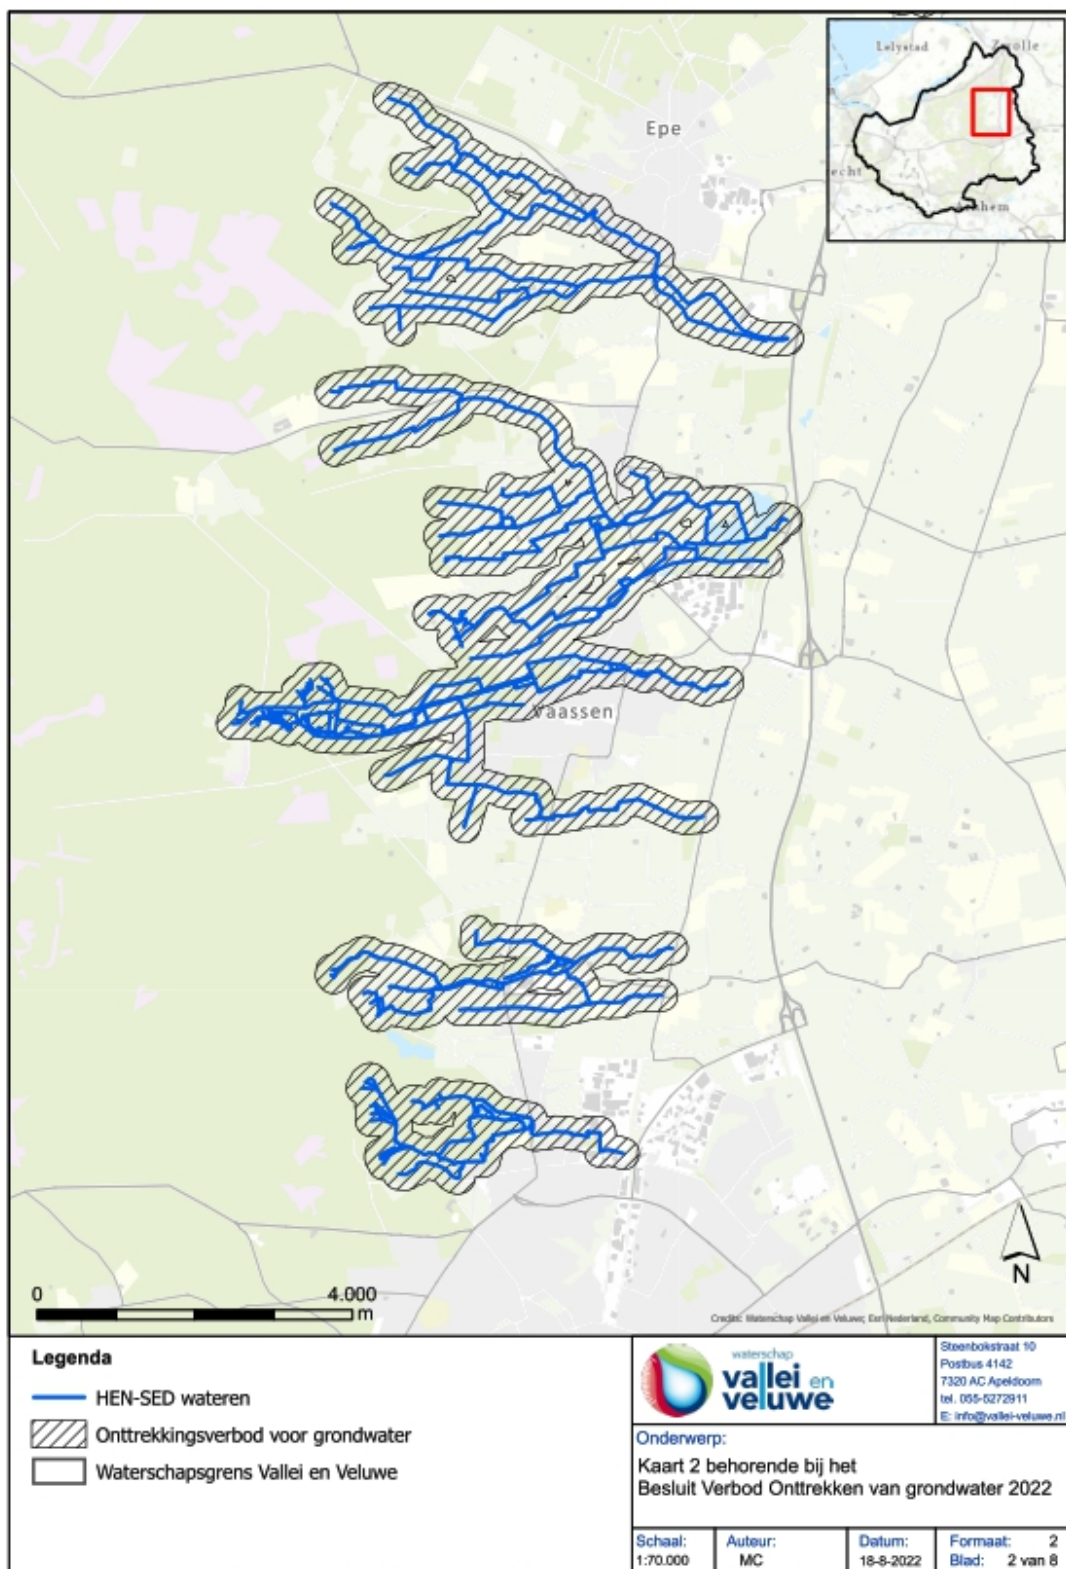 Lelystad
Zwolle
echt
Arnhem
Epe
Vaassen
0
4.000
m
N
Credits: Waterschap Vallei en Veluwe; Esri Nederland, Community Map Contributors
Legenda
HEN-SED wateren
Onttrekkingsverbod voor grondwater
Waterschapsgrens Vallei en Veluwe
waterschap
vallei en
veluwe
Steenbokstraat 10
Postbus 4142
7320 AC Apeldoorn
tel. 055-5272911
E: info@vallei-veluwe.nl
Onderwerp:
Kaart 2 behorende bij het
Besluit Verbod Onttrekken van grondwater 2022
Schaal:
1:70.000
Auteur:
MC
Datum:
18-8-2022
Formaat: 2
Blad: 2 van 8